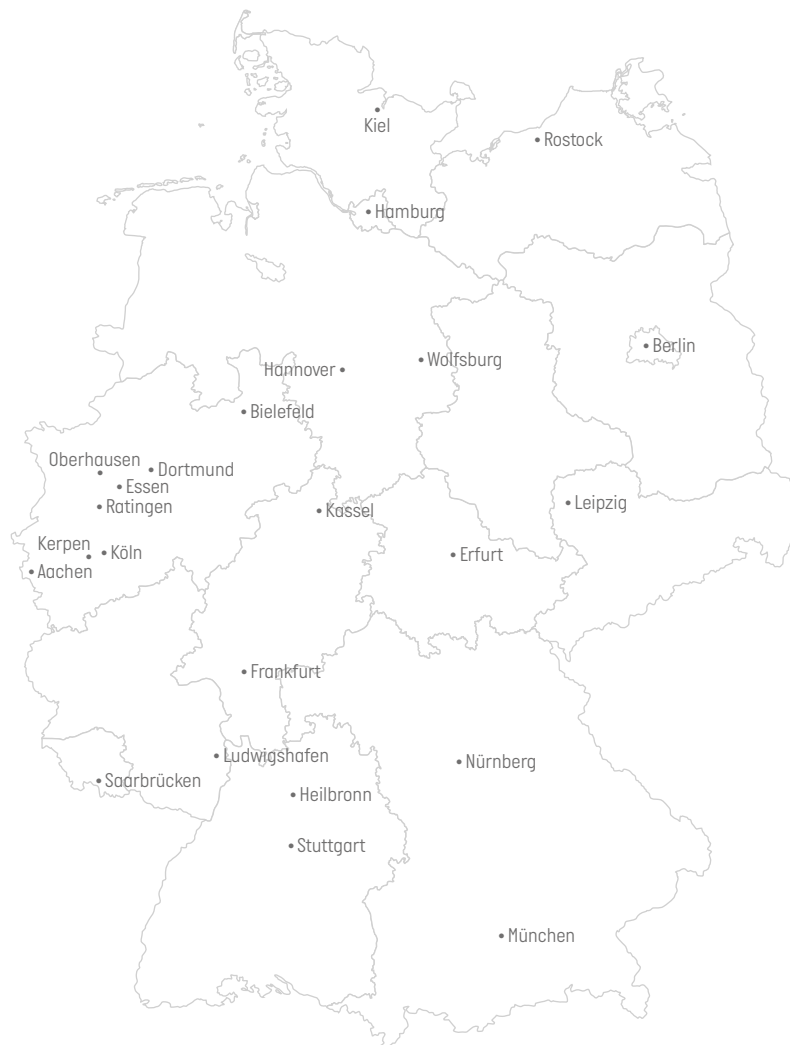 Kiel
Rostock
Hamburg
Berlin
Wolfsburg
Hannover
Bielefeld
Oberhausen
Dortmund
Essen
Leipzig
Ratingen
Kassel
Kerpen
Köln
Erfurt
Aachen
Frankfurt
Ludwigshafen
Nürnberg
Saarbrücken
Heilbronn
Stuttgart
München